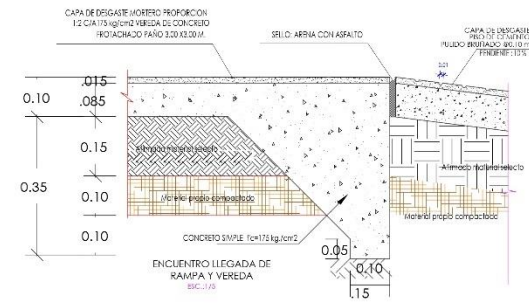 CAPA DE DESGASTE MORTERO PROPORCION
1:2 C/A 175 kg/cm2 VEREDA DE CONCRETO
FROTACHADO PAÑO 3.00 X3.00 M.
SELLO: ARENA CON ASFALTO
CAPA DE DESGASTE
PISO DE CEMENTO
PULIDO BRUÑADO @0.10 m
PENDIENTE : 10 %
.015
0.10
.085
0.15
Afirmado material selecto
Afirmado material selecto
0.35
0.10
Material propio compactado
Material propio compactado
0.10
CONCRETO SIMPLE f'c=175 kg./cm2
0.05
0.10
.15
ENCUENTRO LLEGADA DE
RAMPA Y VEREDA
ESC.:1/5